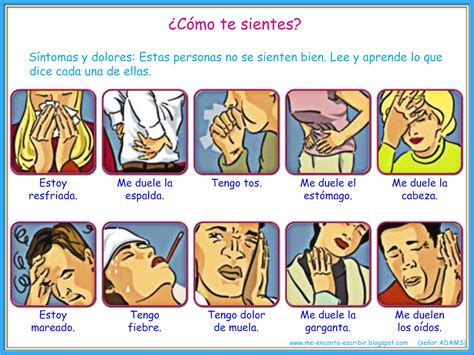 ¿Cómo te sientes?
Síntomas y dolores: Estas personas no se sienten bien. Lee y aprende lo que
dice cada una de ellas.
Estoy
resfriada.
Me duele la
espalda.
Tengo tos.
Me duele el
estómago.
Me duele la
cabeza.
Estoy
mareado.
Tengo
fiebre.
Tengo dolor
de muela.
Me duele la
garganta.
Me duelen
los oídos.
www.me-encanta-escribir.blogspot.com (señor ADAMS)